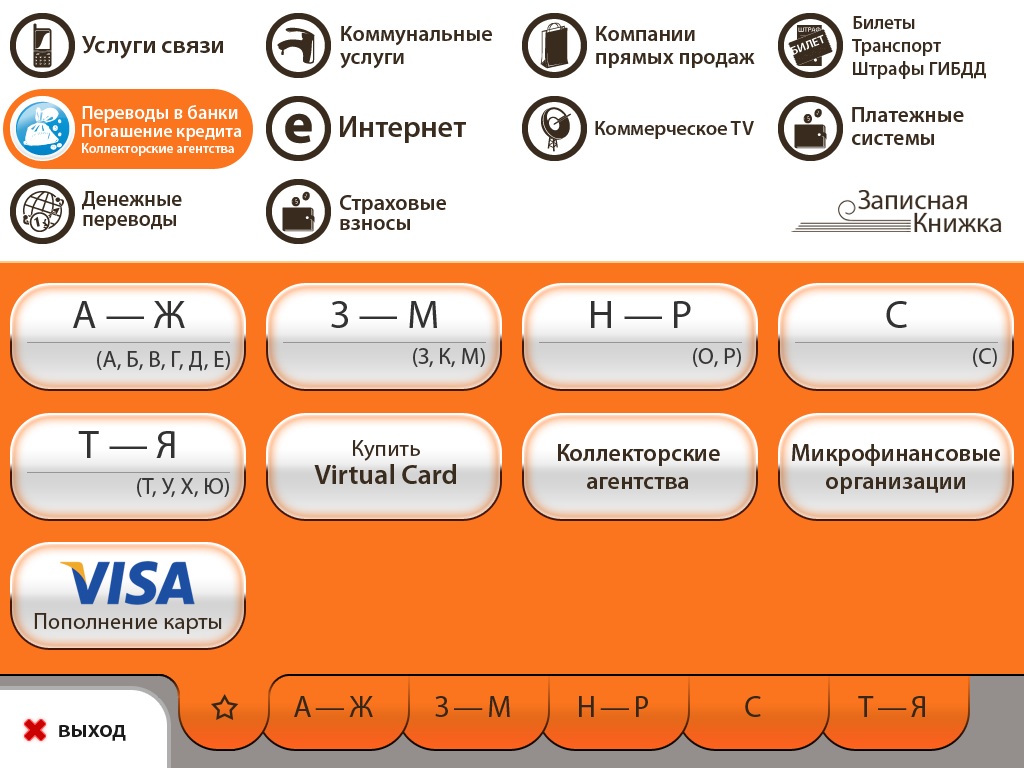 Услуги связи
Коммунальные
услуги
Компании
прямых продаж
ШТРАФЫ
БИЛЕТ
Билеты
Транспорт
Штрафы ГИБДД
Переводы в банки
Погашение кредита
Коллекторские агентства
e
Интернет
Коммерческое TV
Платежные
системы
Денежные
переводы
Страховые
взносы
Записная
Книжка
А — Ж
(А, Б, В, Г, Д, Е)
З — М
(З, К, М)
Н — Р
(О, Р)
С
(С)
Т — Я
(Т, У, Х, Ю)
Купить
Virtual Card
Коллекторские
агентства
Микрофинансовые
организации
VISA
Пополнение карты
ВЫХОД
А — Ж
З — М
Н — Р
С
Т — Я